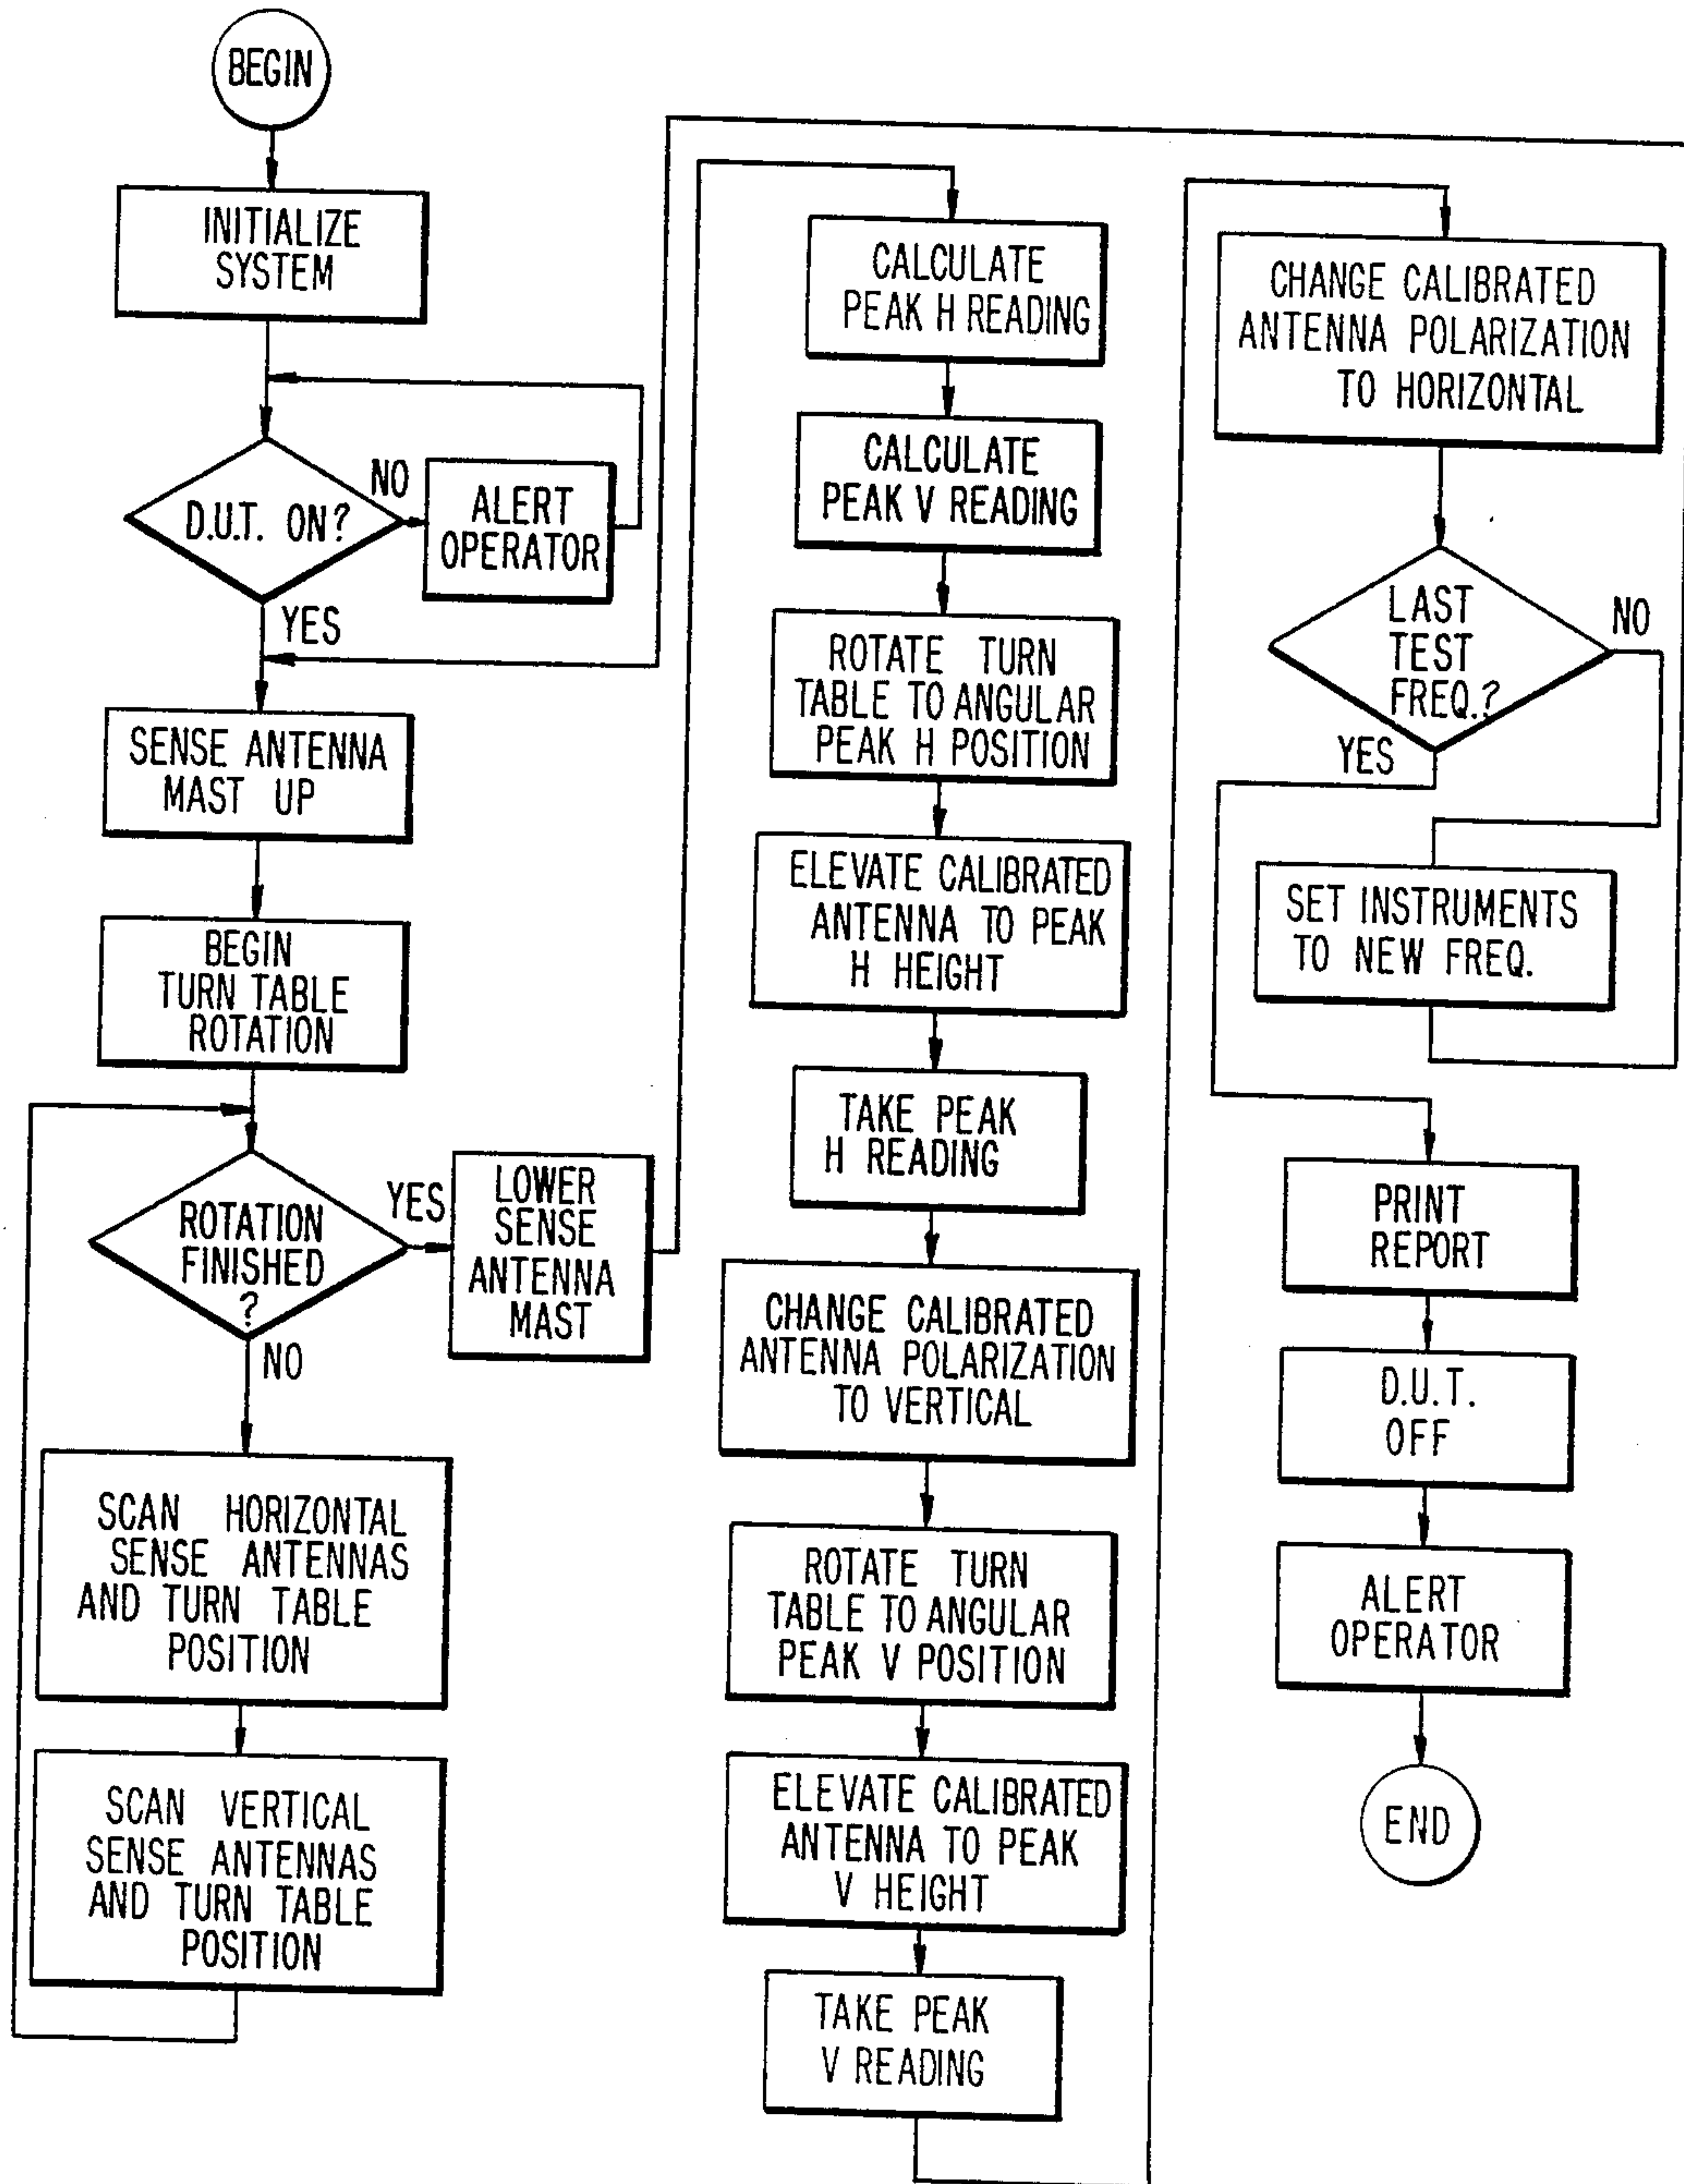 BEGIN
INITIALIZE
SYSTEM
D.U.T. ON?
NO
ALERT
OPERATOR
YES
SENSE ANTENNA
MAST UP
BEGIN
TURN TABLE
ROTATION
ROTATION
FINISHED
?
YES
LOWER
SENSE
ANTENNA
MAST
NO
SCAN HORIZONTAL
SENSE ANTENNAS
AND TURN TABLE
POSITION
SCAN VERTICAL
SENSE ANTENNAS
AND TURN TABLE
POSITION
CALCULATE
PEAK H READING
CALCULATE
PEAK V READING
ROTATE TURN
TABLE TO ANGULAR
PEAK H POSITION
ELEVATE CALIBRATED
ANTENNA TO PEAK
H HEIGHT
TAKE PEAK
H READING
CHANGE CALIBRATED
ANTENNA POLARIZATION
TO VERTICAL
ROTATE TURN
TABLE TO ANGULAR
PEAK V POSITION
ELEVATE CALIBRATED
ANTENNA TO PEAK
V HEIGHT
TAKE PEAK
V READING
CHANGE CALIBRATED
ANTENNA POLARIZATION
TO HORIZONTAL
LAST
TEST
FREQ.?
NO
YES
SET INSTRUMENTS
TO NEW FREQ.
PRINT
REPORT
D.U.T.
OFF
ALERT
OPERATOR
END